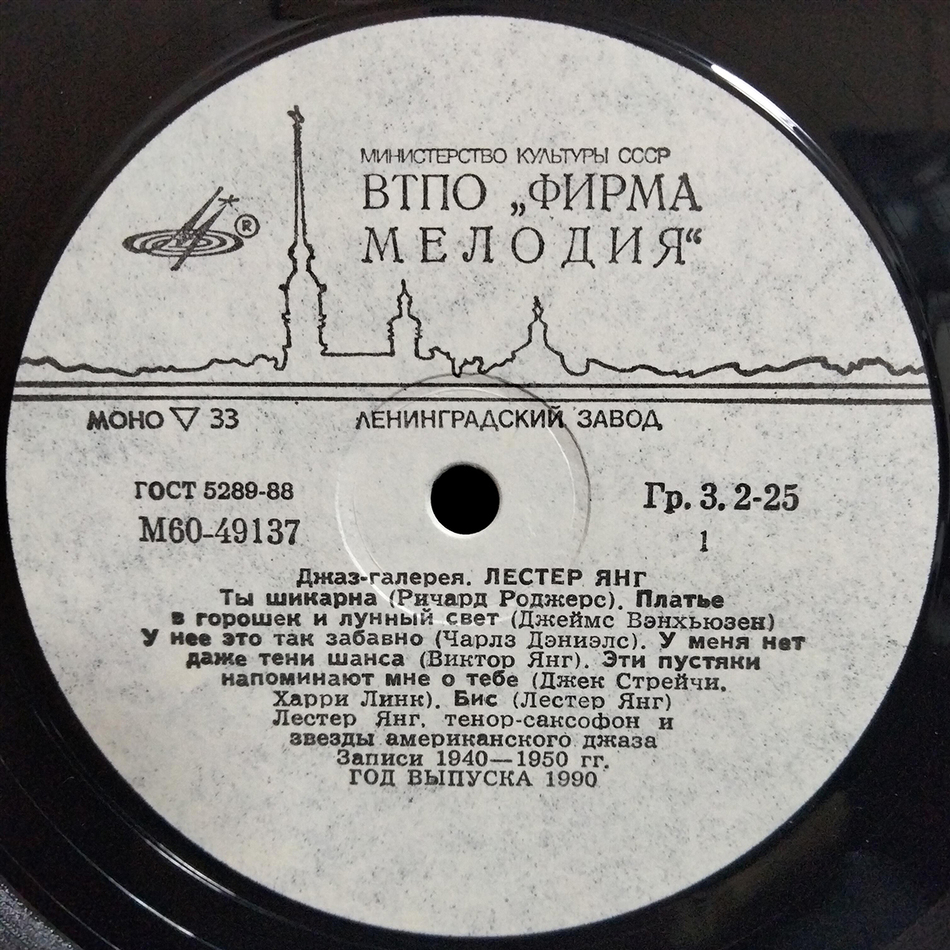 МИНИСТЕРСТВО КУЛЬТУРЫ СССР
ВТПО „ФИРМА
МЕЛОДИЯ“
®
МОНО ▽ 33
ЛЕНИНГРАДСКИЙ ЗАВОД
ГОСТ 5289-88
М60-49137
Гр. 3. 2-25
1
Джаз-галерея. ЛЕСТЕР ЯНГ
Ты шикарна (Ричард Роджерс). Платье
в горошек и лунный свет (Джеймс Вэнхьюзен)
У нее это так забавно (Чарлз Дэниэлс). У меня нет
даже тени шанса (Виктор Янг). Эти пустяки
напоминают мне о тебе (Джек Стрейчи,
Харри Линк). Бис (Лестер Янг)
Лестер Янг, тенор-саксофон и
звезды американского джаза
Записи 1940—1950 гг.
ГОД ВЫПУСКА 1990